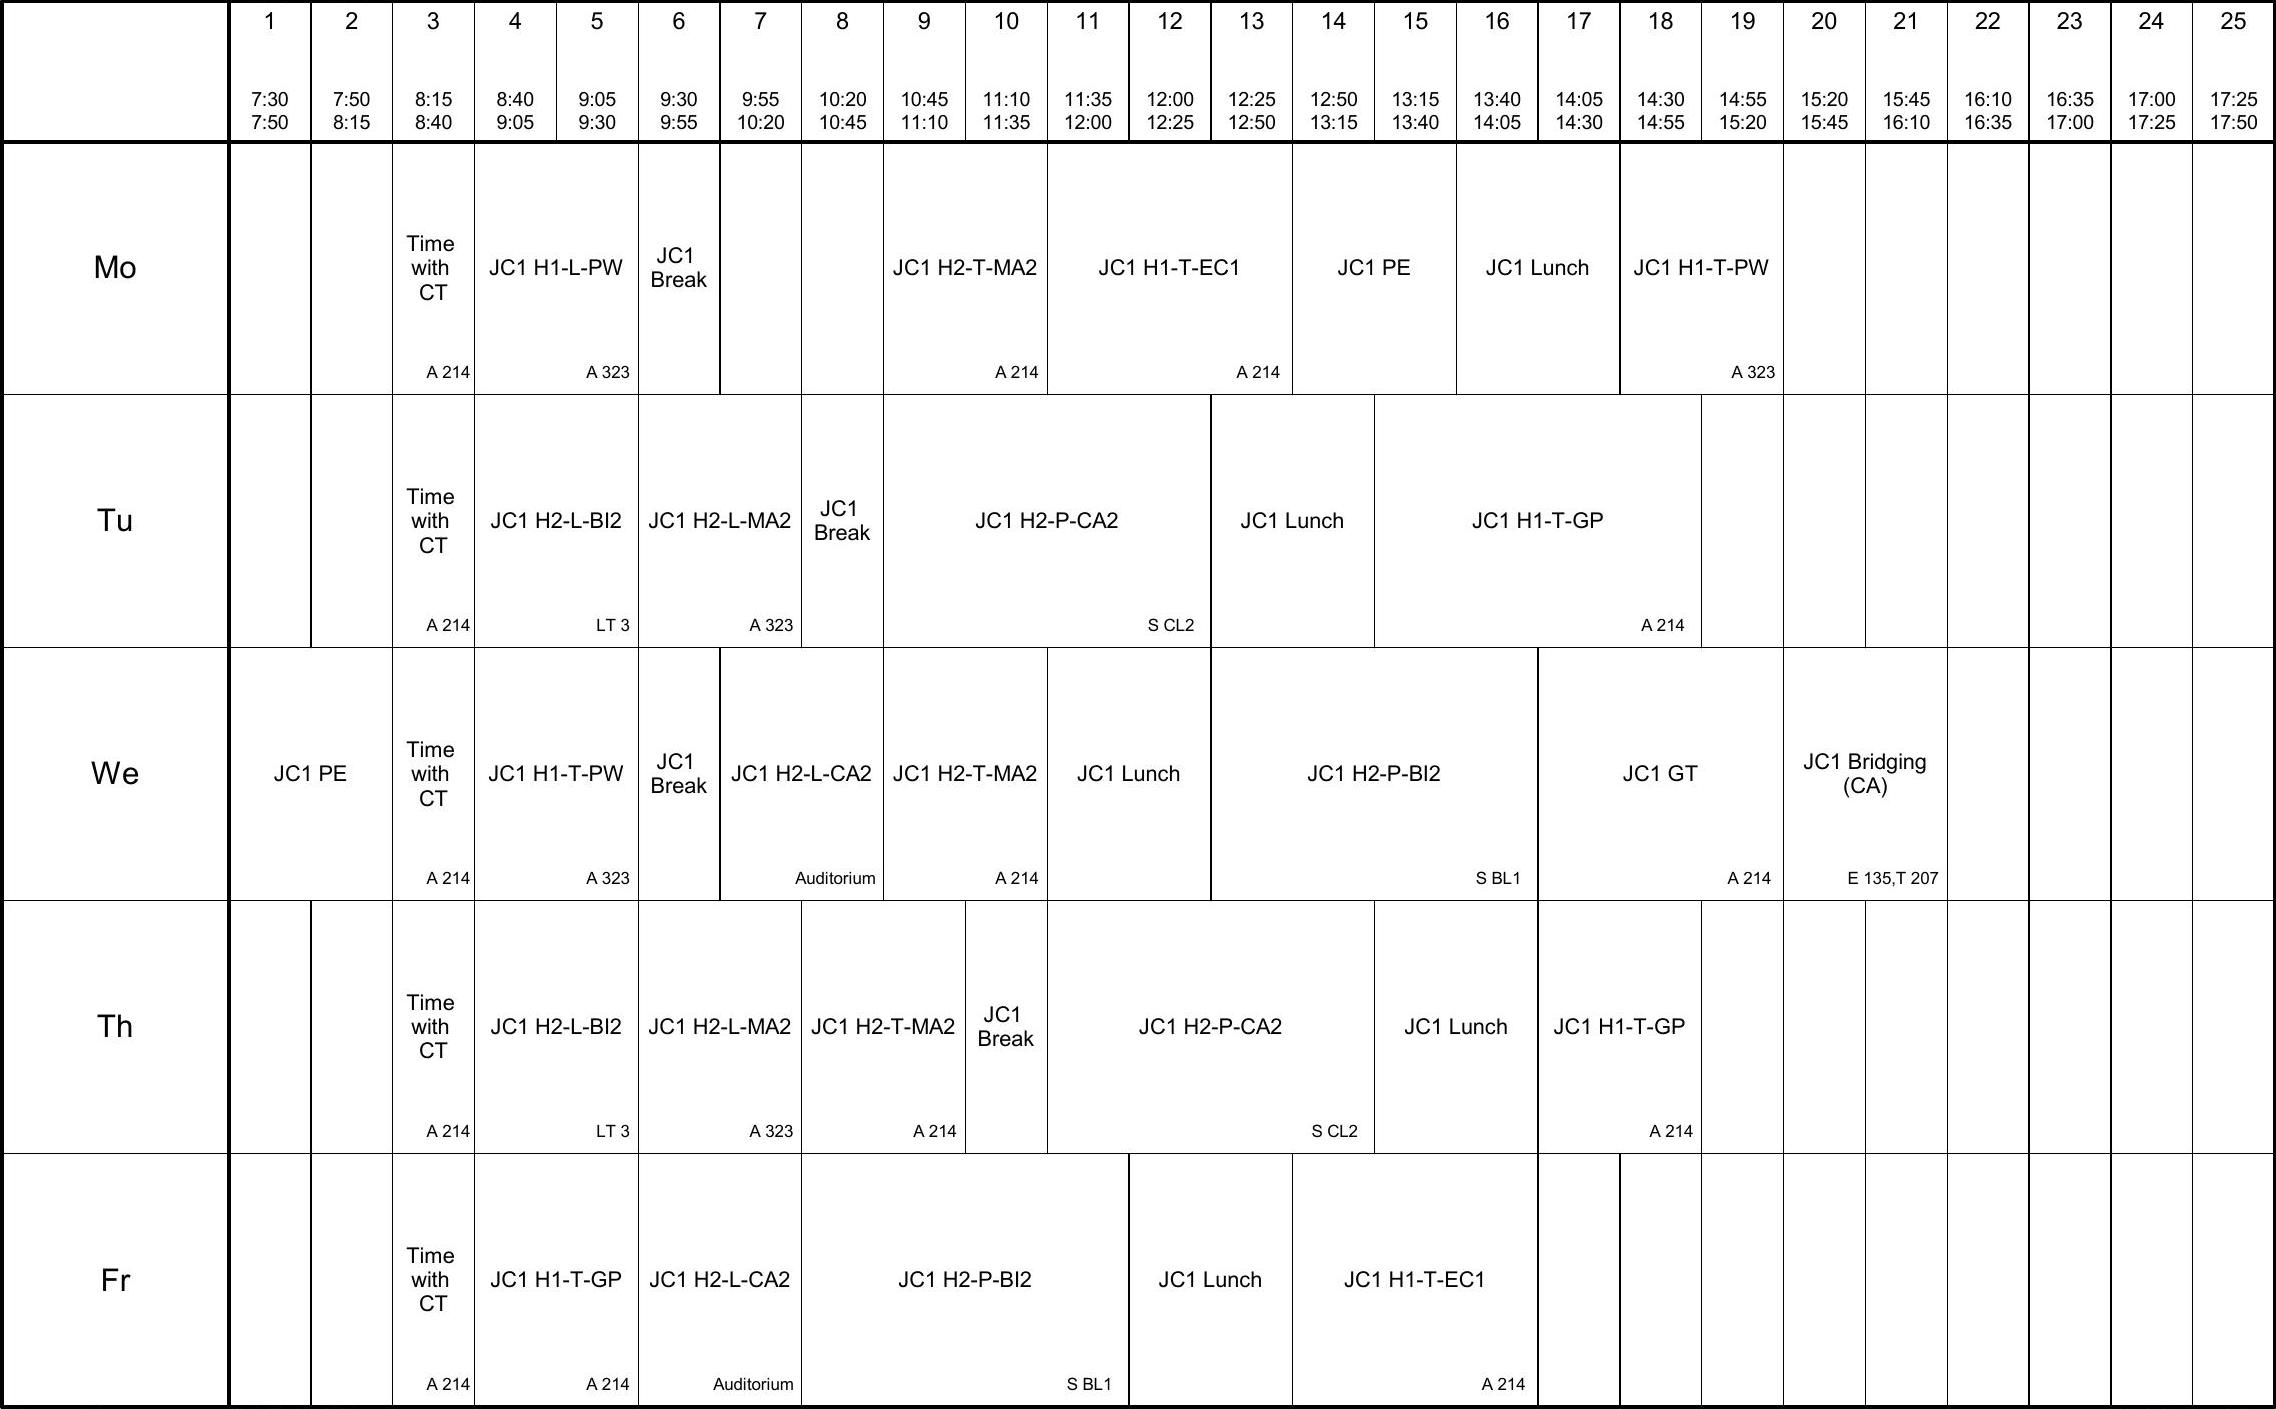 1 2 3 4 5 6 7 8 9 10 11 12 13 14 15 16 17 18 19 20 21 22 23 24 25
7:30 7:50 8:15 8:40 9:05 9:30 9:55 10:20 10:45 11:10 11:35 12:00 12:25 12:50 13:15 13:40 14:05 14:30 14:55 15:20 15:45 16:10 16:35 17:00 17:25
7:50 8:15 8:40 9:05 9:30 9:55 10:20 10:45 11:10 11:35 12:00 12:25 12:50 13:15 13:40 14:05 14:30 14:55 15:20 15:45 16:10 16:35 17:00 17:25 17:50
Mo
Time
with
CT
A 214
JC1 H1-L-PW
A 323
JC1
Break
JC1 H2-T-MA2
A 214
JC1 H1-T-EC1
A 214
JC1 PE
JC1 Lunch
JC1 H1-T-PW
A 323
Tu
Time
with
CT
A 214
JC1 H2-L-BI2
LT 3
JC1 H2-L-MA2
A 323
JC1
Break
JC1 H2-P-CA2
S CL2
JC1 Lunch
JC1 H1-T-GP
A 214
We
JC1 PE
Time
with
CT
A 214
JC1 H1-T-PW
A 323
JC1
Break
JC1 H2-L-CA2
Auditorium
JC1 H2-T-MA2
A 214
JC1 Lunch
JC1 H2-P-BI2
S BL1
JC1 GT
A 214
JC1 Bridging
(CA)
E 135,T 207
Th
Time
with
CT
A 214
JC1 H2-L-BI2
LT 3
JC1 H2-L-MA2
A 323
JC1 H2-T-MA2
A 214
JC1
Break
JC1 H2-P-CA2
S CL2
JC1 Lunch
JC1 H1-T-GP
A 214
Fr
Time
with
CT
A 214
JC1 H1-T-GP
A 214
JC1 H2-L-CA2
Auditorium
JC1 H2-P-BI2
S BL1
JC1 Lunch
JC1 H1-T-EC1
A 214